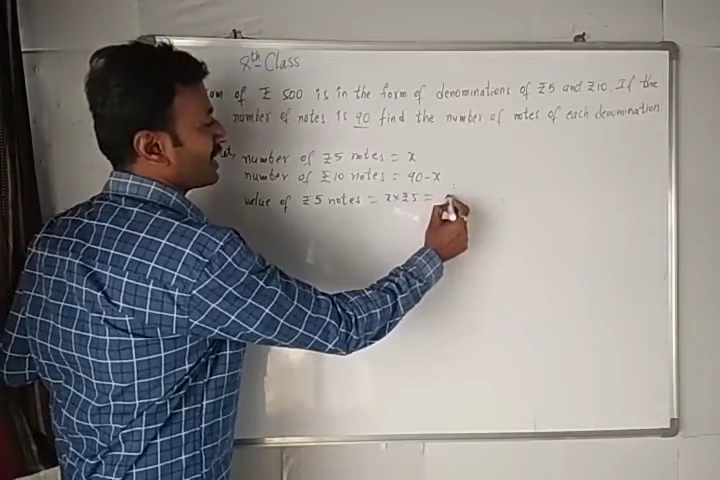 8th Class
um of ₹ 500 is in the form of denominations of ₹5 and ₹10. If the
number of notes is 90 find the number of notes of each denomination
number of ₹5 notes = x
number of ₹10 notes = 90-x
value of ₹5 notes = x×₹5 =